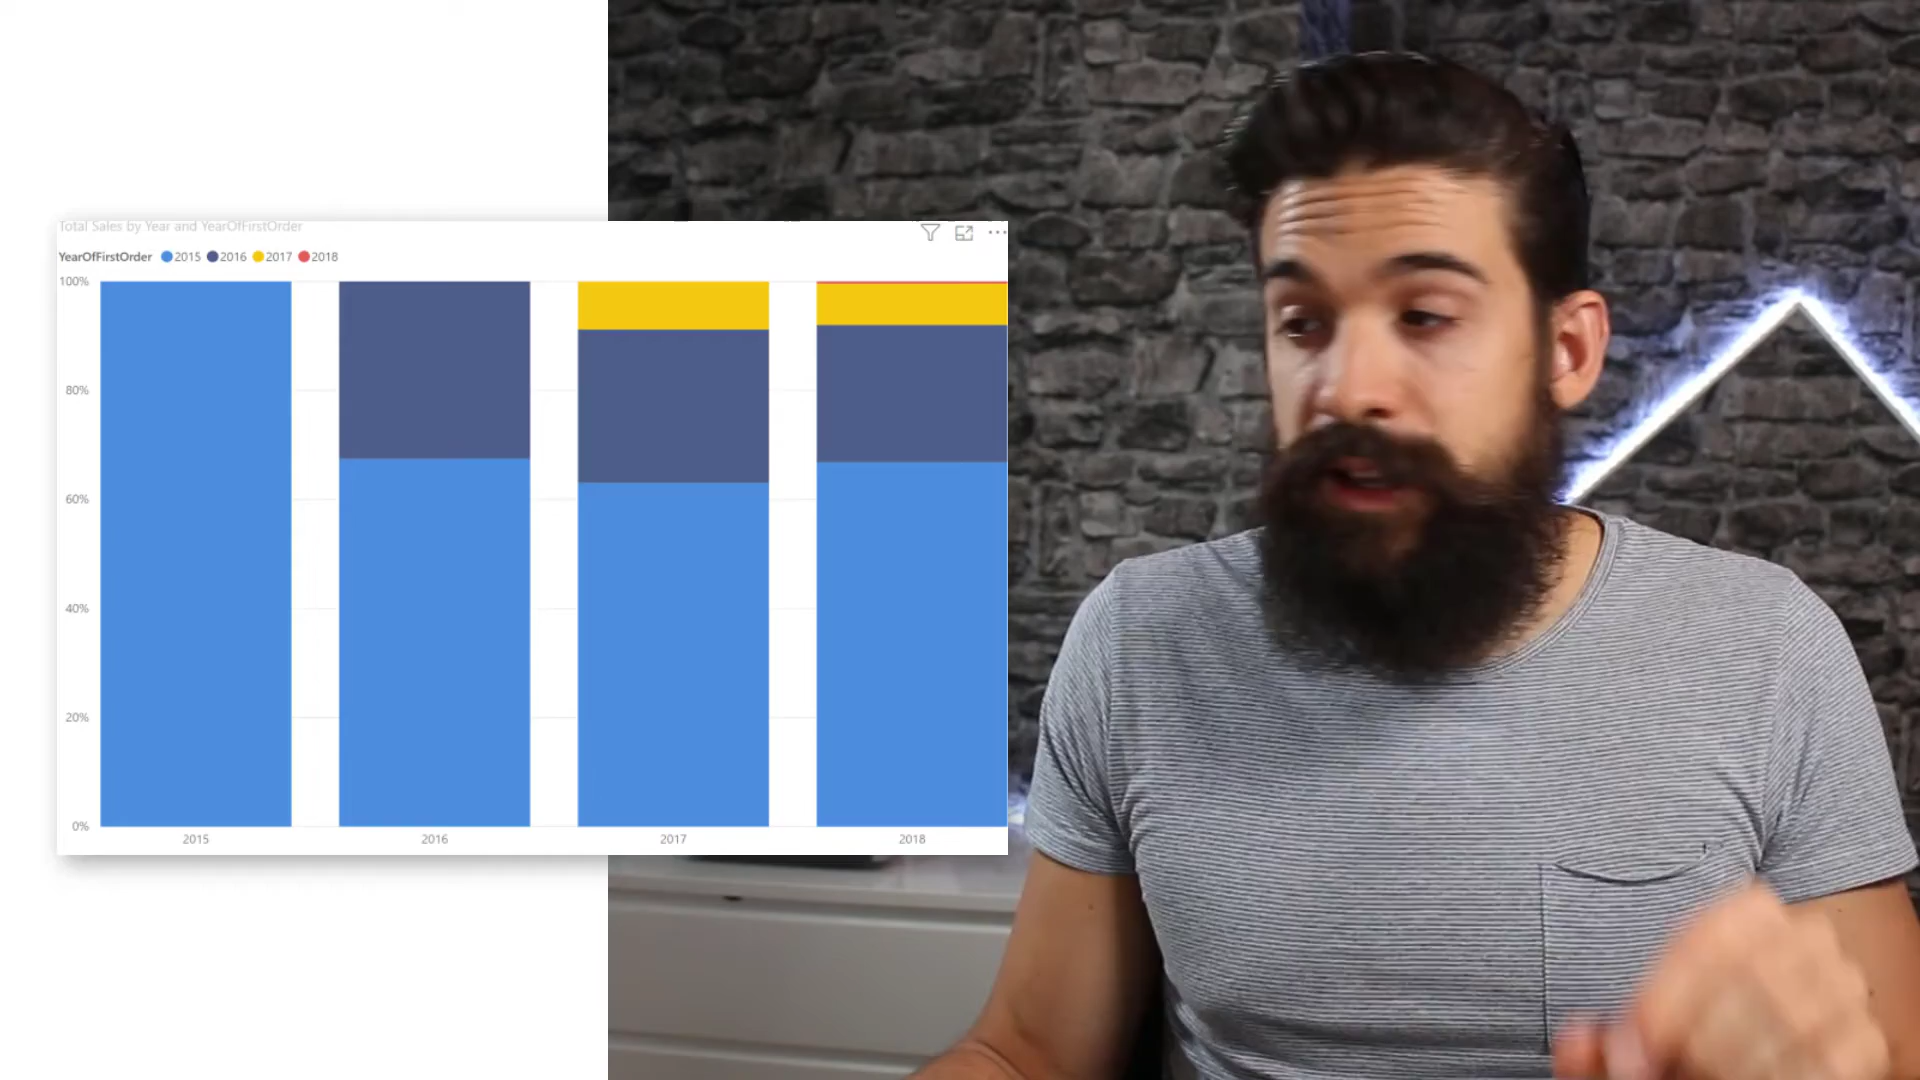 Total Sales by Year and YearOfFirstOrder
YearOfFirstOrder 2015 2016 2017 2018
100%
80%
60%
40%
20%
0%
2015 2016 2017 2018